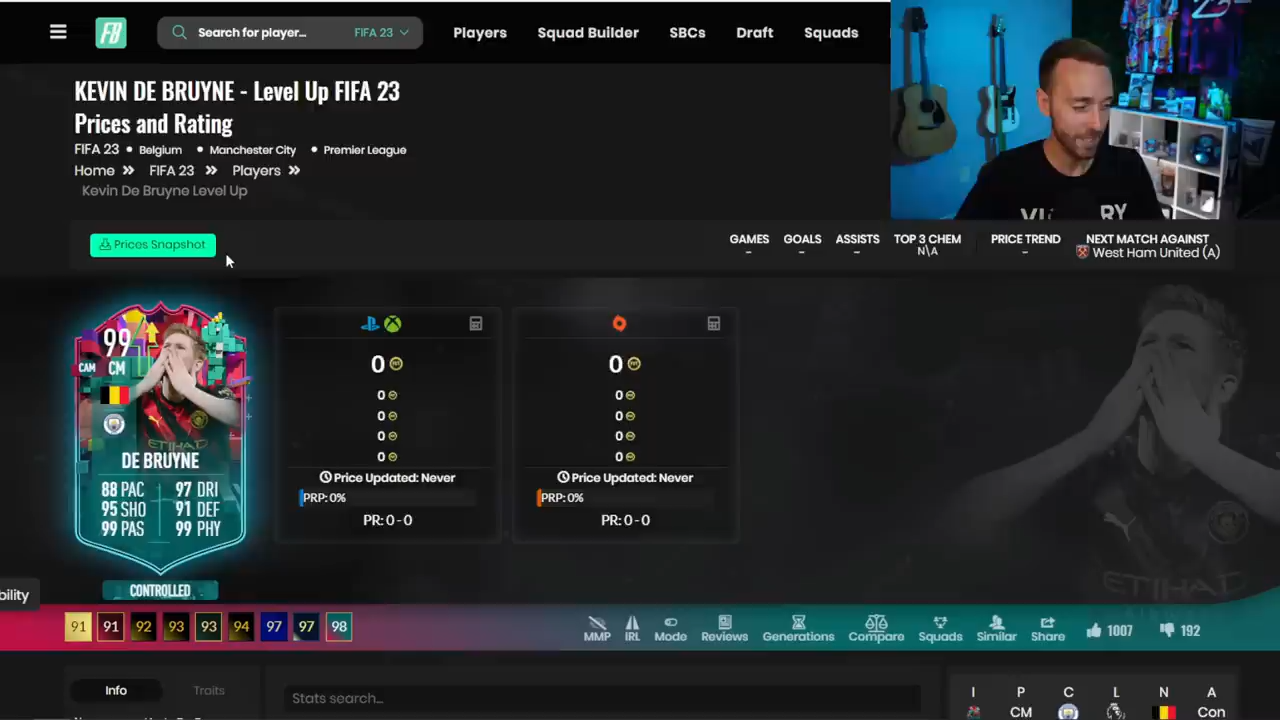 FB
Search for player...
FIFA 23
Players
Squad Builder
SBCs
Draft
Squads
KEVIN DE BRUYNE - Level Up FIFA 23
Prices and Rating
FIFA 23 • Belgium • Manchester City • Premier League
Home » FIFA 23 » Players »
Kevin De Bruyne Level Up
Prices Snapshot
GAMES
-
GOALS
-
ASSISTS
-
TOP 3 CHEM
N\A
PRICE TREND
-
NEXT MATCH AGAINST
West Ham United (A)
99
CAM
CM
ETIHAD
DE BRUYNE
88 PAC
97 DRI
95 SHO
91 DEF
99 PAS
99 PHY
CONTROLLED
0
0
0
0
0
Price Updated: Never
PRP: 0%
PR: 0 - 0
0
0
0
0
0
Price Updated: Never
PRP: 0%
PR: 0 - 0
ETIHAD
bility
91 91 92 93 93 94 97 97 98
MMP
IRL
Mode
Reviews
Generations
Compare
Squads
Similar
Share
1007
192
Info
Traits
Stats search...
I P C L N A
CM
Con